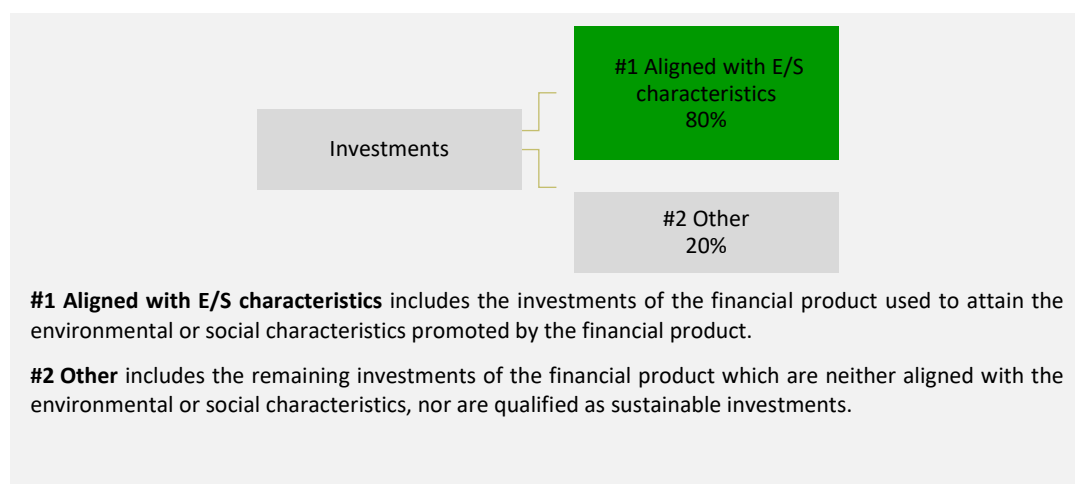 #1 Aligned with E/S
characteristics
80%
Investments
#2 Other
20%
#1 Aligned with E/S characteristics includes the investments of the financial product used to attain the
environmental or social characteristics promoted by the financial product.
#2 Other includes the remaining investments of the financial product which are neither aligned with the
environmental or social characteristics, nor are qualified as sustainable investments.